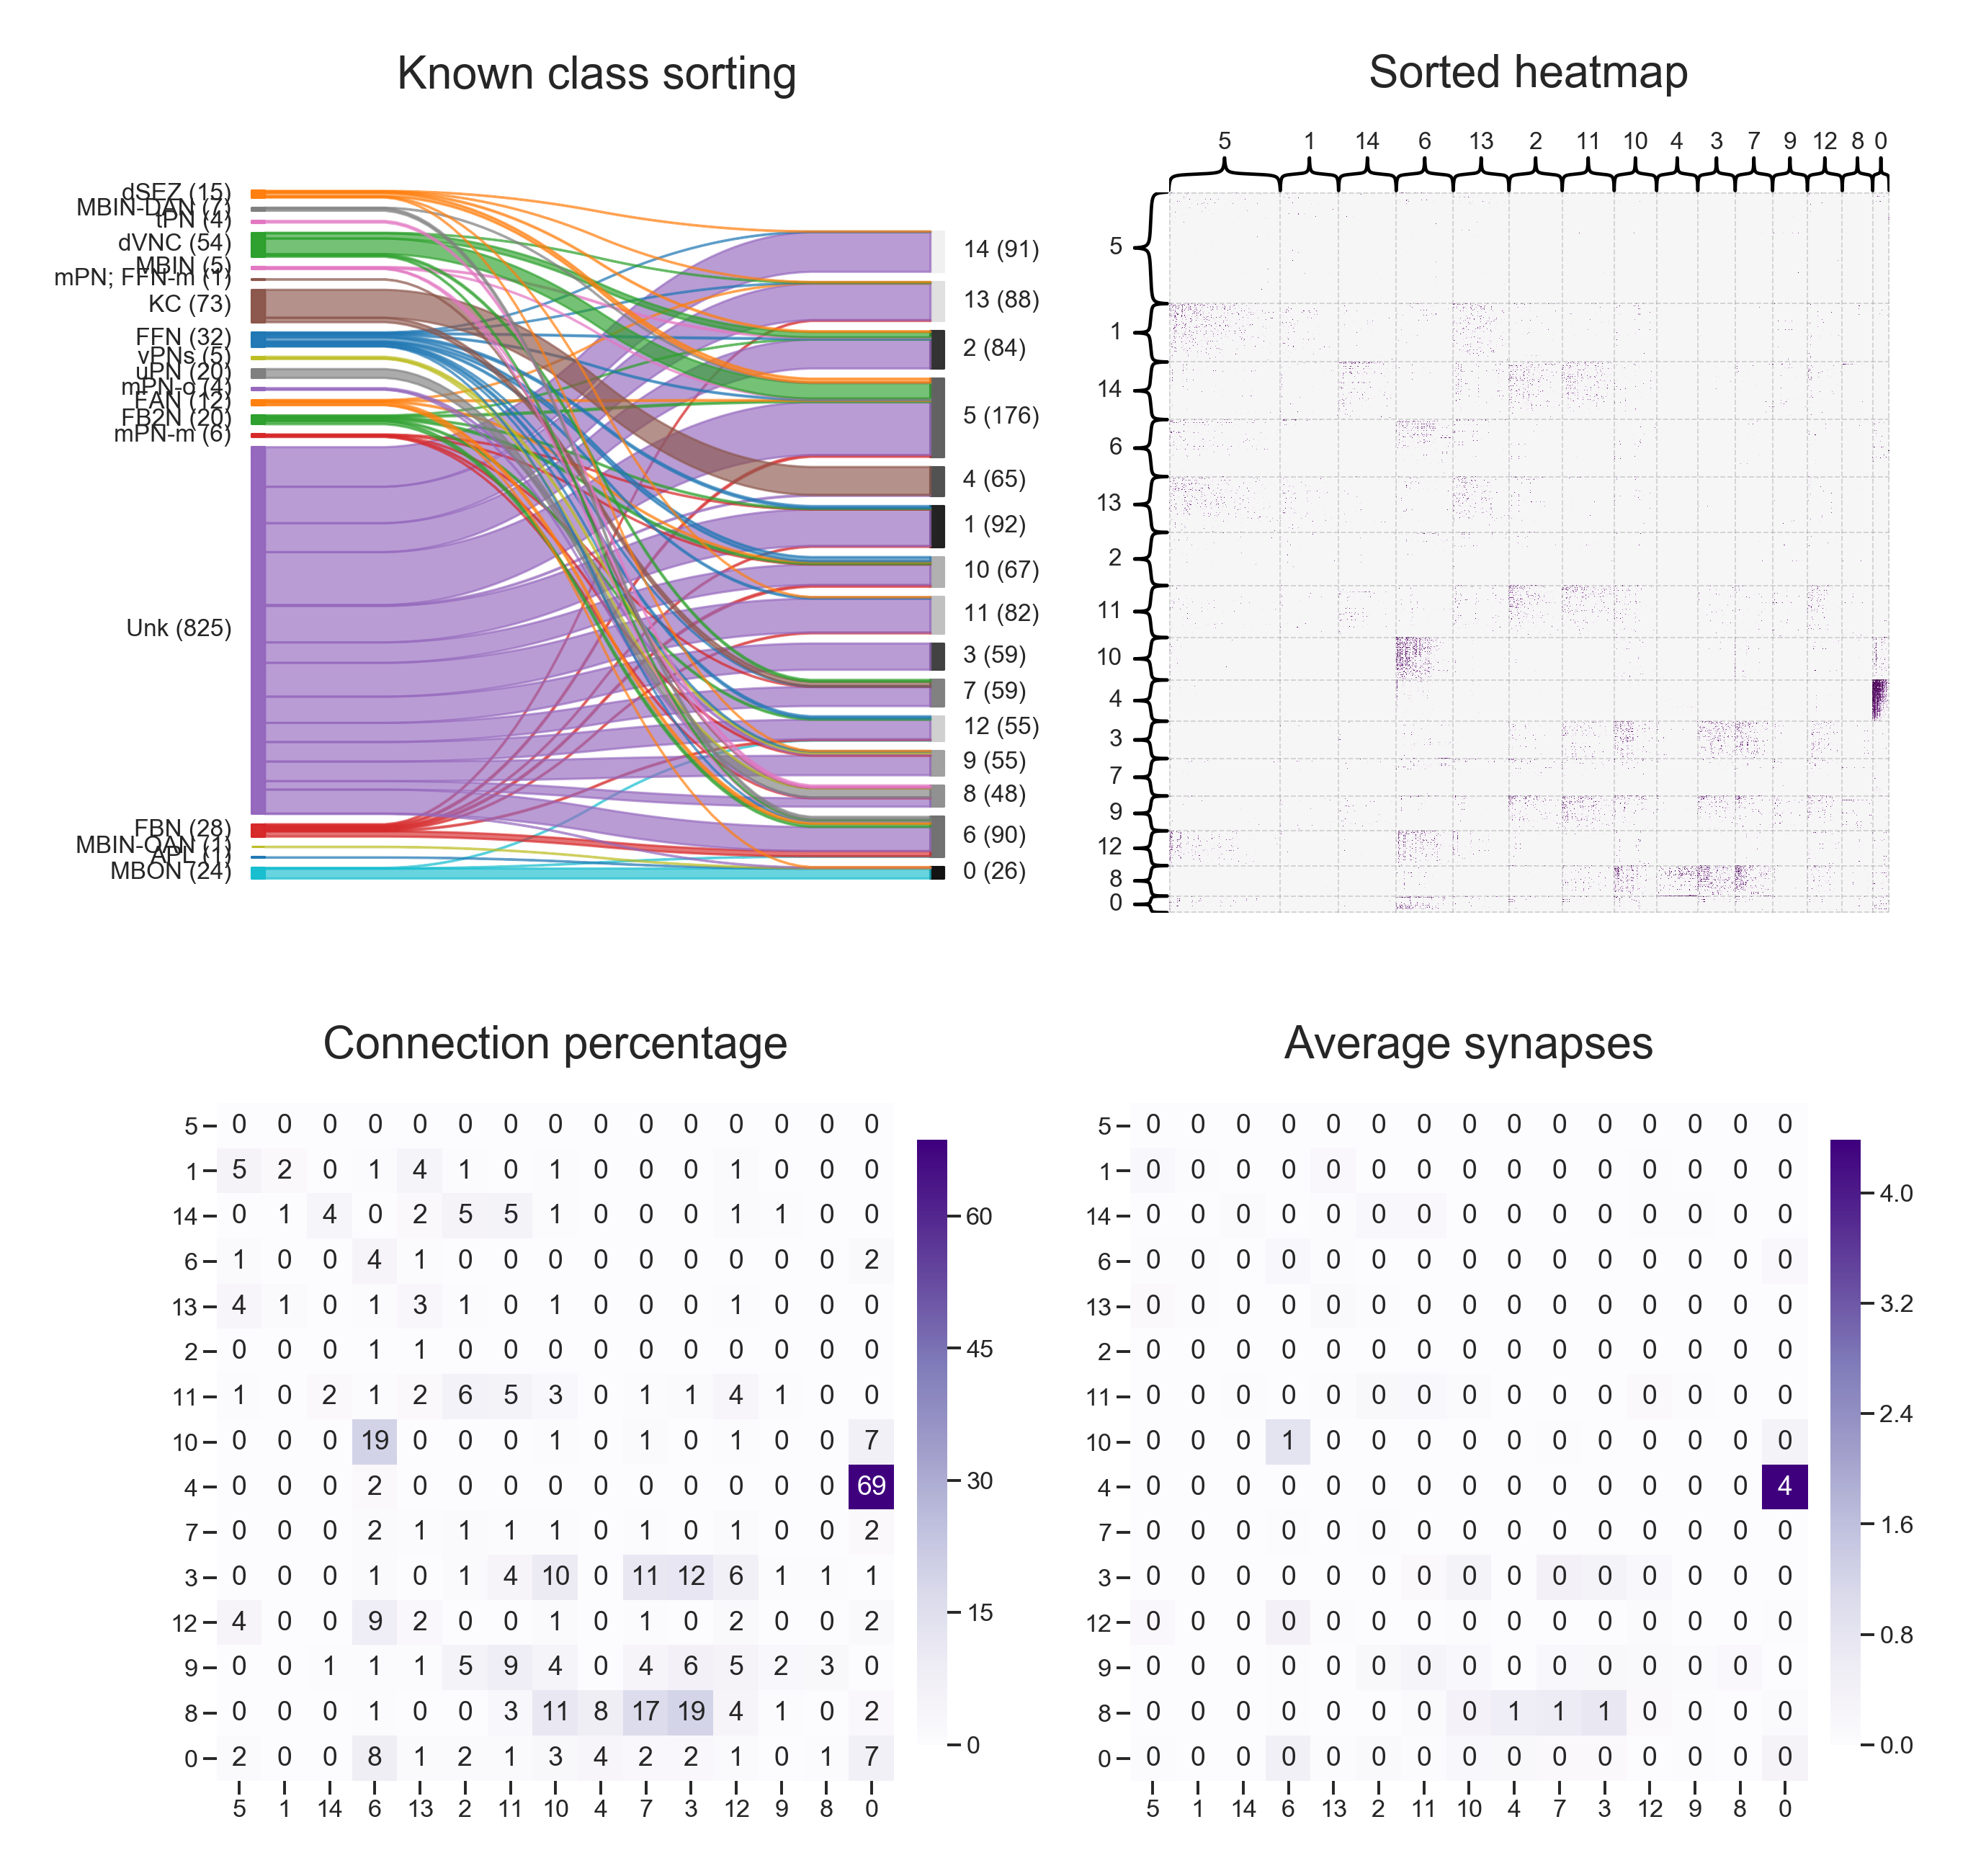 Known class sorting
dSEZ (15)
MBIN-DAN (7)
tPN (4)
dVNC (54)
MBIN (5)
mPN; FFN-m (1)
KC (73)
FFN (32)
vPNs (5)
uPN (20)
mPN-o (4)
FAN (12)
FB2N (26)
mPN-m (6)
Unk (825)
FBN (28)
MBIN-OAN (1)
APL (1)
MBON (24)
14 (91)
13 (88)
2 (84)
5 (176)
4 (65)
1 (92)
10 (67)
11 (82)
3 (59)
7 (59)
12 (55)
9 (55)
8 (48)
6 (90)
0 (26)
Sorted heatmap
5 1 14 6 13 2 11 10 4 3 7 9 12 8 0
5
1
14
6
13
2
11
10
4
3
7
9
12
8
0
Connection percentage
5 0 0 0 0 0 0 0 0 0 0 0 0 0 0 0
1 5 2 0 1 4 1 0 1 0 0 0 1 0 0 0
14 0 1 4 0 2 5 5 1 0 0 0 1 1 0 0
6 1 0 0 4 1 0 0 0 0 0 0 0 0 0 2
13 4 1 0 1 3 1 0 1 0 0 0 1 0 0 0
2 0 0 0 1 1 0 0 0 0 0 0 0 0 0 0
11 1 0 2 1 2 6 5 3 0 1 1 4 1 0 0
10 0 0 0 19 0 0 0 1 0 1 0 1 0 0 7
4 0 0 0 2 0 0 0 0 0 0 0 0 0 0 69
7 0 0 0 2 1 1 1 1 0 1 0 1 0 0 2
3 0 0 0 1 0 1 4 10 0 11 12 6 1 1 1
12 4 0 0 9 2 0 0 1 0 1 0 2 0 0 2
9 0 0 1 1 1 5 9 4 0 4 6 5 2 3 0
8 0 0 0 1 0 0 3 11 8 17 19 4 1 0 2
0 2 0 0 8 1 2 1 3 4 2 2 1 0 1 7
5 1 14 6 13 2 11 10 4 7 3 12 9 8 0
60
45
30
15
0
Average synapses
5 0 0 0 0 0 0 0 0 0 0 0 0 0 0 0
1 0 0 0 0 0 0 0 0 0 0 0 0 0 0 0
14 0 0 0 0 0 0 0 0 0 0 0 0 0 0 0
6 0 0 0 0 0 0 0 0 0 0 0 0 0 0 0
13 0 0 0 0 0 0 0 0 0 0 0 0 0 0 0
2 0 0 0 0 0 0 0 0 0 0 0 0 0 0 0
11 0 0 0 0 0 0 0 0 0 0 0 0 0 0 0
10 0 0 0 1 0 0 0 0 0 0 0 0 0 0 0
4 0 0 0 0 0 0 0 0 0 0 0 0 0 0 4
7 0 0 0 0 0 0 0 0 0 0 0 0 0 0 0
3 0 0 0 0 0 0 0 0 0 0 0 0 0 0 0
12 0 0 0 0 0 0 0 0 0 0 0 0 0 0 0
9 0 0 0 0 0 0 0 0 0 0 0 0 0 0 0
8 0 0 0 0 0 0 0 0 1 1 1 0 0 0 0
0 0 0 0 0 0 0 0 0 0 0 0 0 0 0 0
5 1 14 6 13 2 11 10 4 7 3 12 9 8 0
4.0
3.2
2.4
1.6
0.8
0.0